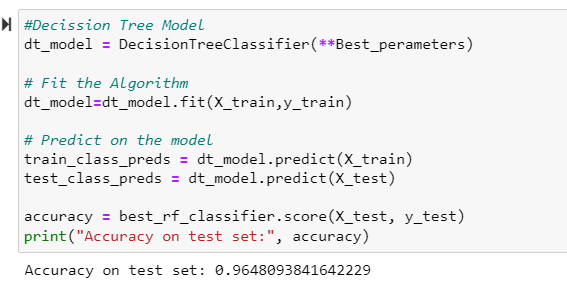 #Decission Tree Model
dt_model = DecisionTreeClassifier(**Best_perameters)
# Fit the Algorithm
dt_model=dt_model.fit(X_train,y_train)
# Predict on the model
train_class_preds = dt_model.predict(X_train)
test_class_preds = dt_model.predict(X_test)
accuracy = best_rf_classifier.score(X_test, y_test)
print("Accuracy on test set:", accuracy)
Accuracy on test set: 0.9648093841642229